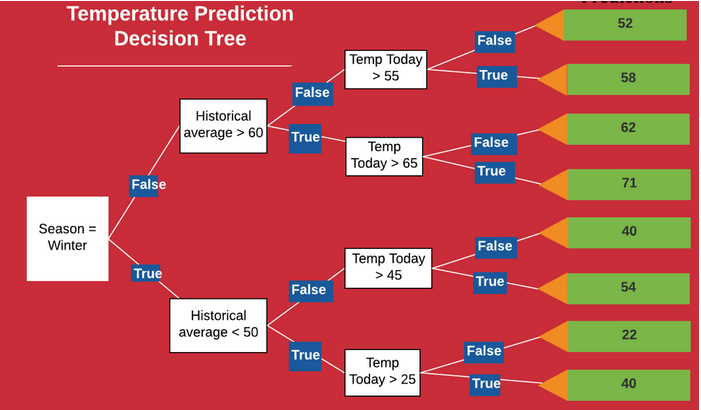 Predictions
Temperature Prediction
Decision Tree
False
52
Temp Today
> 55
True
58
False
Historical
average > 60
True
Temp
Today > 65
False
62
True
71
False
Season =
Winter
True
False
40
Temp Today
> 45
True
54
False
Historical
average < 50
True
Temp
Today > 25
False
22
True
40